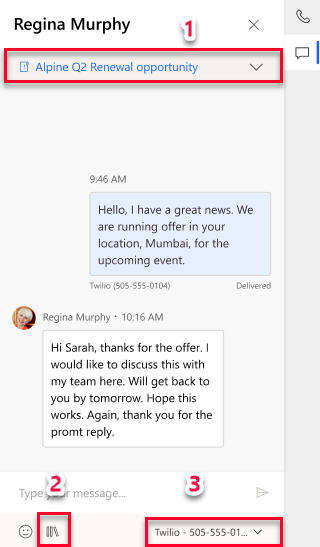 Regina Murphy
1
Alpine Q2 Renewal opportunity
9:46 AM
Hello, I have a great news. We
are running offer in your
location, Mumbai, for the
upcoming event.
Twilio (505-555-0104) Delivered
Regina Murphy · 10:16 AM
Hi Sarah, thanks for the offer. I
would like to discuss this with
my team here. Will get back to
you by tomorrow. Hope this
works. Again, thank you for the
promt reply.
2 3
Type your message...
Twilio - 505-555-01...